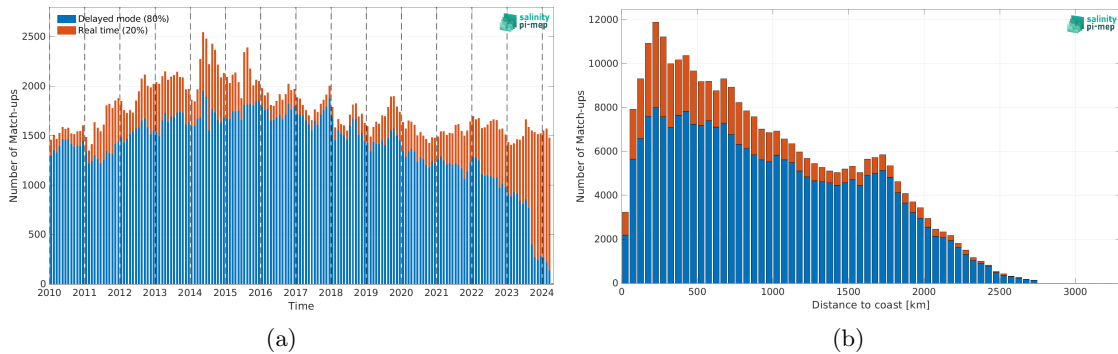 Delayed mode (80%)
Real time (20%)
salinity
pi-mep
Number of Match-ups
2500
2000
1500
1000
500
0
2010 2011 2012 2013 2014 2015 2016 2017 2018 2019 2020 2021 2022 2023 2024
Time
(a)
salinity
pi-mep
Number of Match-ups
12000
10000
8000
6000
4000
2000
0
0 500 1000 1500 2000 2500 3000
Distance to coast [km]
(b)